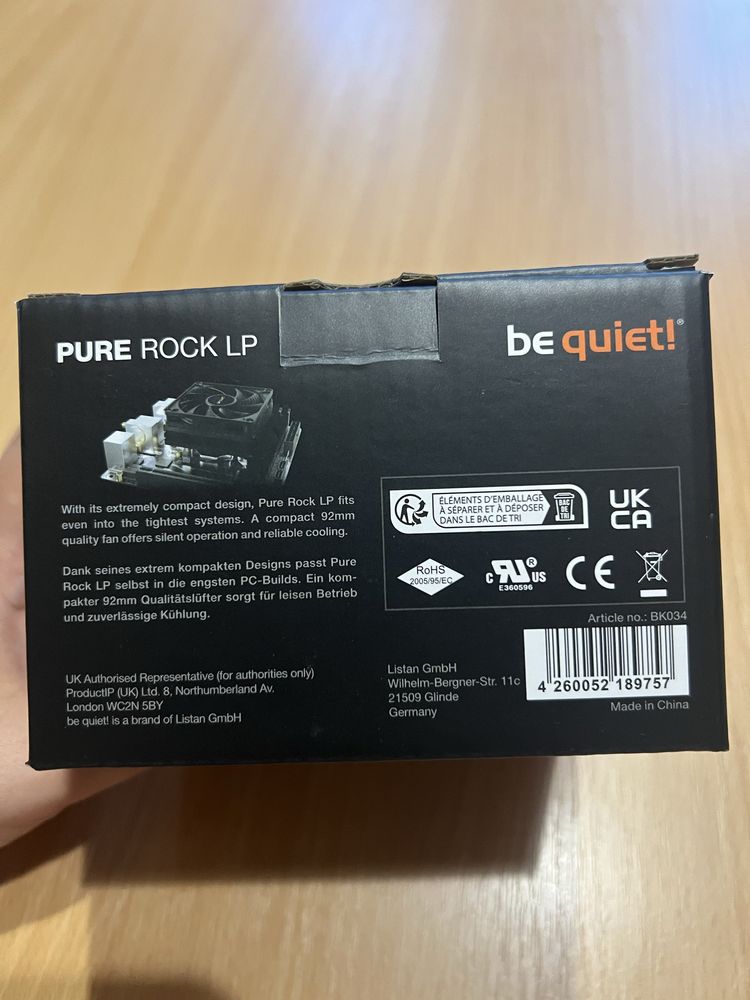 PURE ROCK LP
be quiet!®
With its extremely compact design, Pure Rock LP fits
even into the tightest systems. A compact 92mm
quality fan offers silent operation and reliable cooling.
Dank seines extrem kompakten Designs passt Pure
Rock LP selbst in die engsten PC-Builds. Ein kom-
pakter 92mm Qualitätslüfter sorgt für leisen Betrieb
und zuverlässige Kühlung.
UK Authorised Representative (for authorities only)
ProductIP (UK) Ltd. 8, Northumberland Av.
London WC2N 5BY
be quiet! is a brand of Listan GmbH
ÉLÉMENTS D'EMBALLAGE
À SÉPARER ET À DÉPOSER
DANS LE BAC DE TRI
BAC
DE TRI
UK
CA
RoHS
2005/95/EC
C RU® US
E360596
CE
Article no.: BK034
Listan GmbH
Wilhelm-Bergner-Str. 11c
21509 Glinde
Germany
4 260052 189757
Made in China